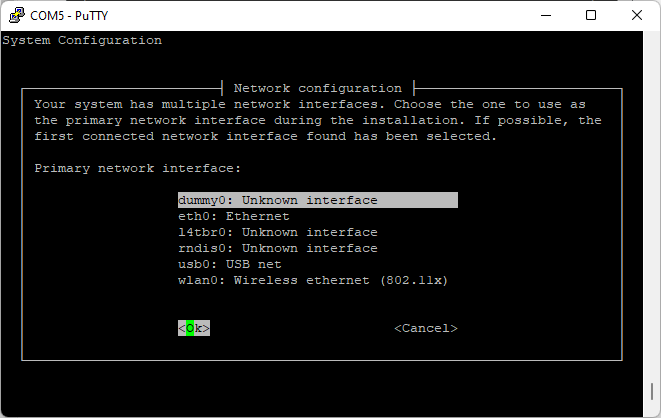 COM5 - PuTTY
System Configuration
Network configuration
Your system has multiple network interfaces. Choose the one to use as
the primary network interface during the installation. If possible, the
first connected network interface found has been selected.
Primary network interface:
dummy0: Unknown interface
eth0: Ethernet
l4tbr0: Unknown interface
rndis0: Unknown interface
usb0: USB net
wlan0: Wireless ethernet (802.11x)
<Ok> <Cancel>